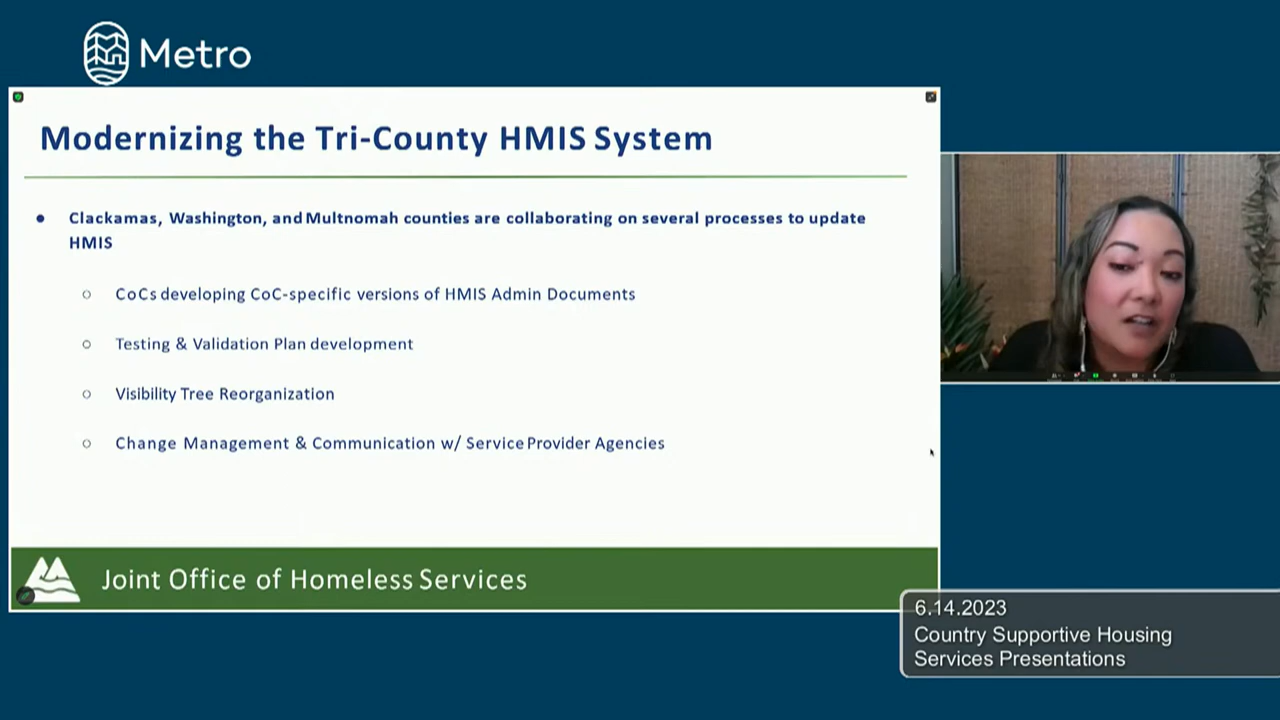 Metro
Modernizing the Tri-County HMIS System
● Clackamas, Washington, and Multnomah counties are collaborating on several processes to update
HMIS
○ CoCs developing CoC-specific versions of HMIS Admin Documents
○ Testing & Validation Plan development
○ Visibility Tree Reorganization
○ Change Management & Communication w/ Service Provider Agencies
Joint Office of Homeless Services
6.14.2023
Country Supportive Housing
Services Presentations